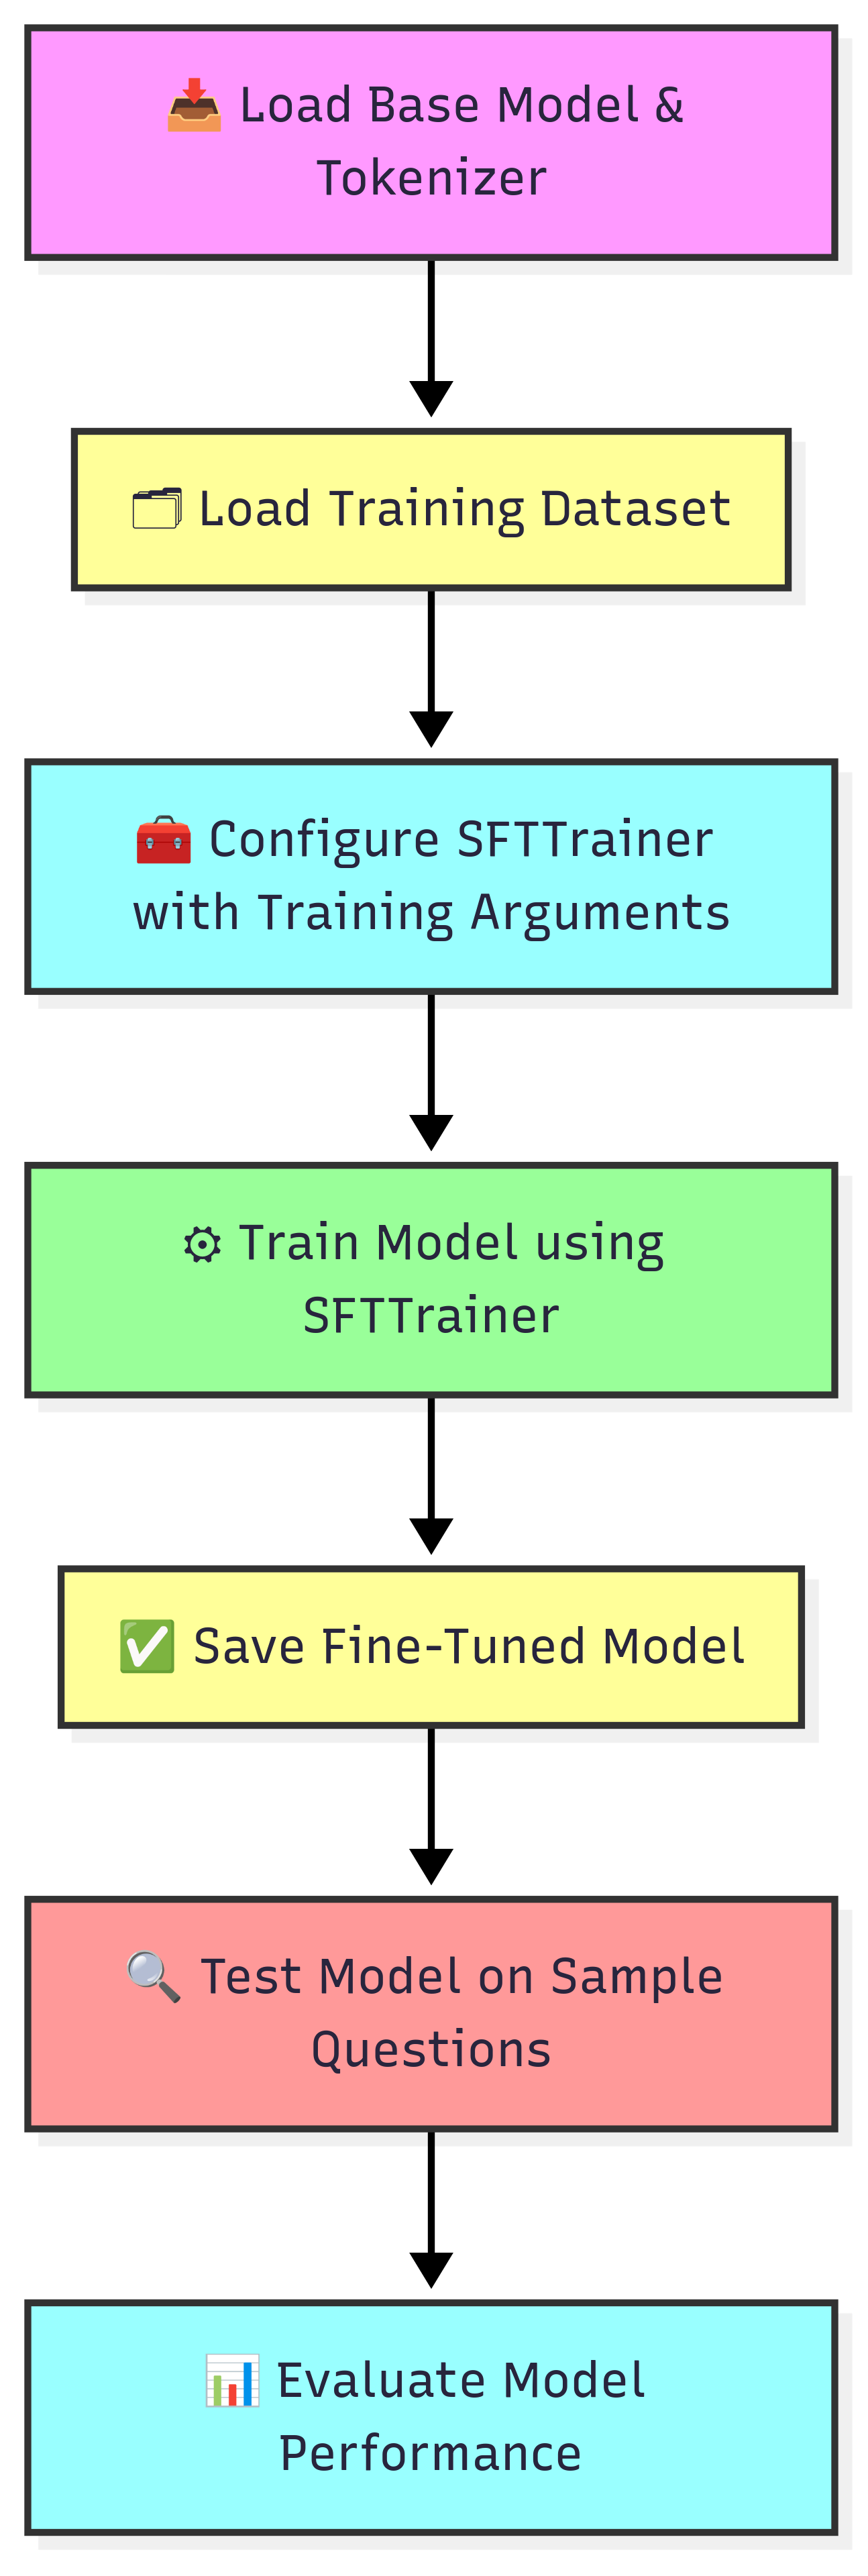 📥 Load Base Model &
Tokenizer
🗂️ Load Training Dataset
🧰 Configure SFTTrainer
with Training Arguments
⚙ Train Model using
SFTTrainer
✅ Save Fine-Tuned Model
🔍 Test Model on Sample
Questions
📊 Evaluate Model
Performance